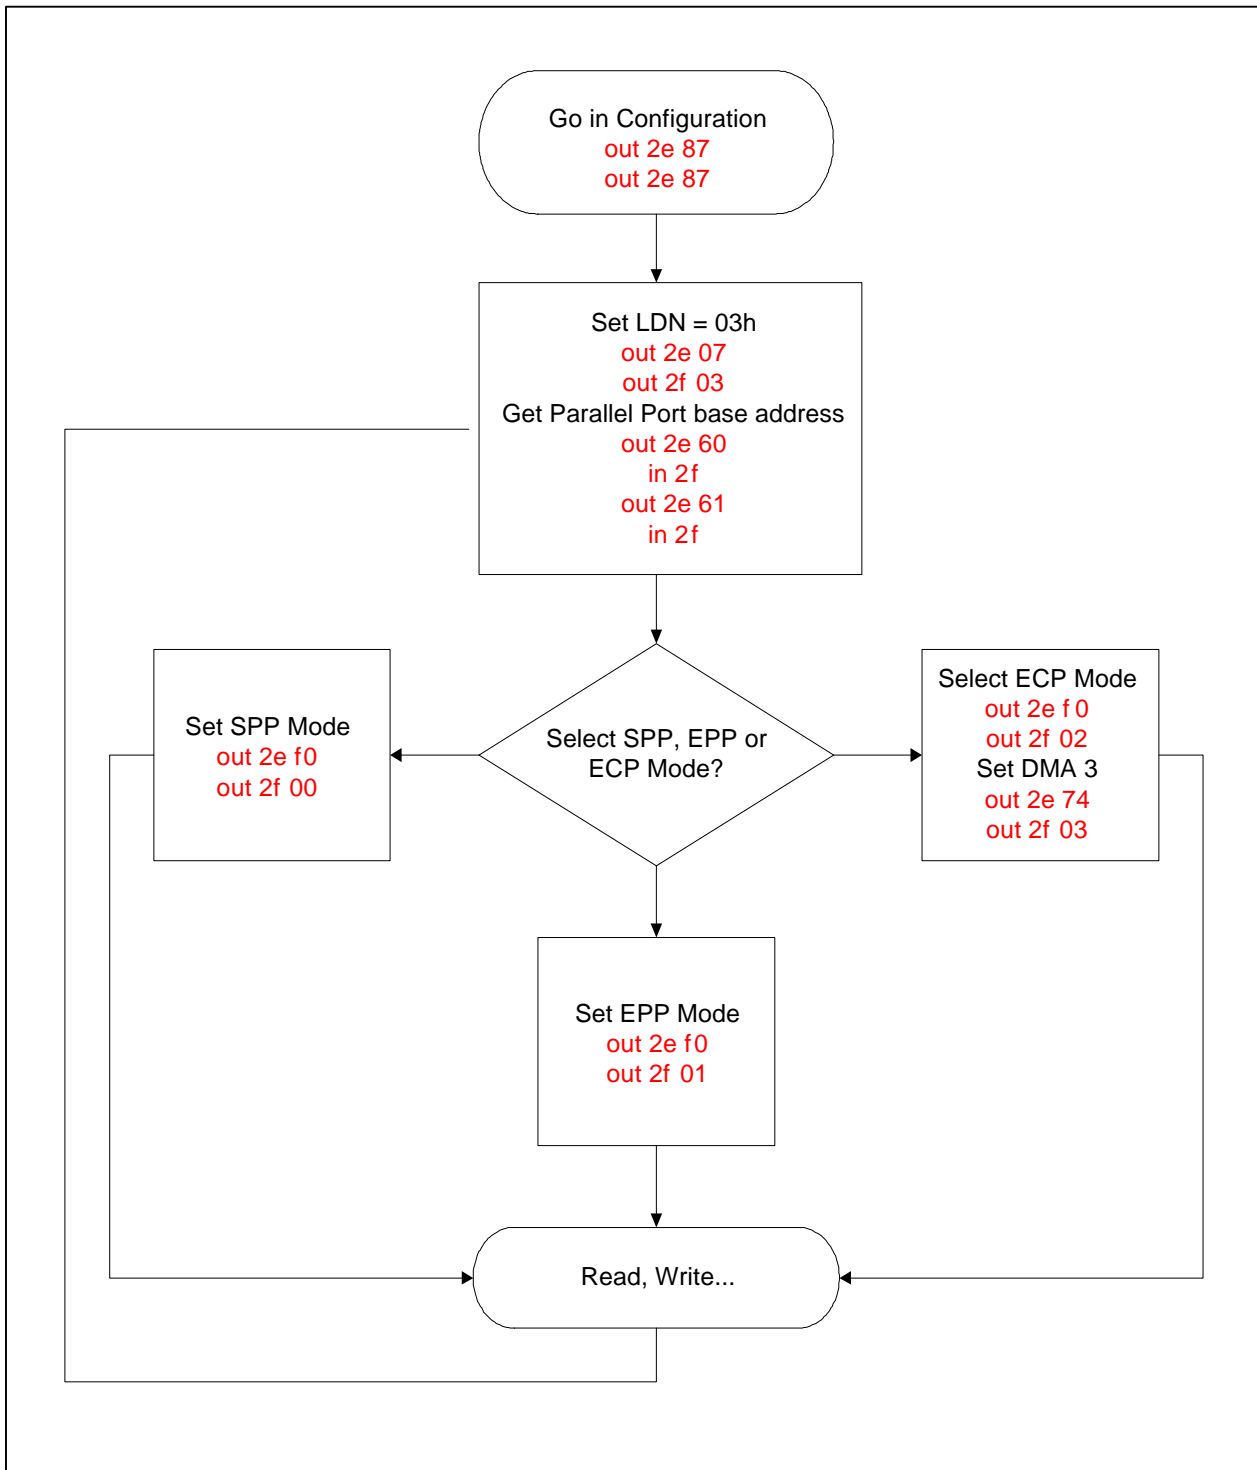 Go in Configuration
out 2e 87
out 2e 87
Set LDN = 03h
out 2e 07
out 2f 03
Get Parallel Port base address
out 2e 60
in 2f
out 2e 61
in 2f
Set SPP Mode
out 2e f0
out 2f 00
Select SPP, EPP or
ECP Mode?
Select ECP Mode
out 2e f0
out 2f 02
Set DMA 3
out 2e 74
out 2f 03
Set EPP Mode
out 2e f0
out 2f 01
Read, Write...